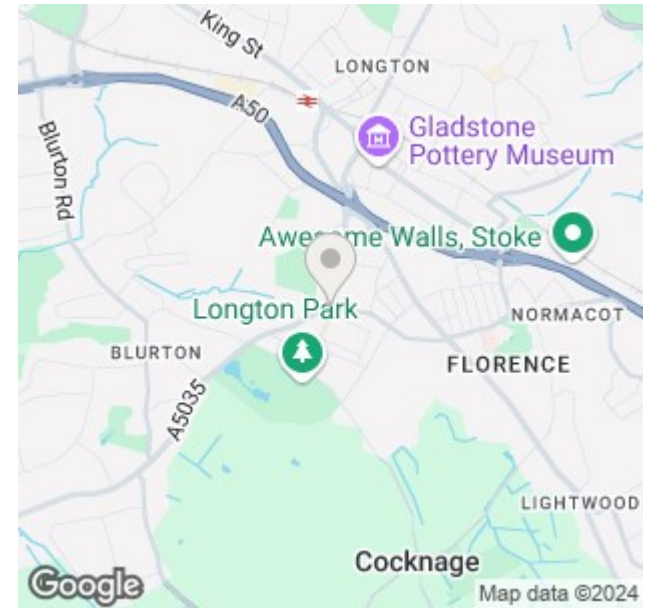 King St
LONGTON
A50
Gladstone
Pottery Museum
Blurton Rd
Awesome Walls, Stoke
Longton Park
NORMACOT
BLURTON
FLORENCE
A5035
LIGHTWOOD
Cocknage
Google
Map data ©2024